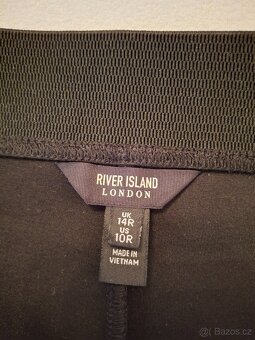 RIVER ISLAND
LONDON
UK
14R
US
10R
MADE IN
VIETNAM
Bazos.cz